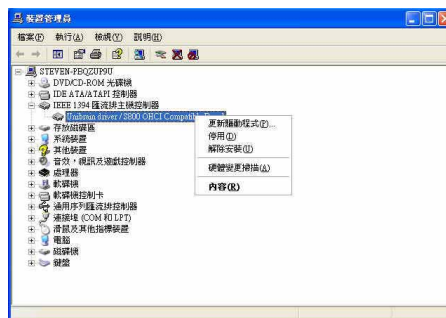 裝置管理員
檔案(F) 執行(A) 檢視(V) 說明(H)
STEVEN-PBQZUP9U
DVD/CD-ROM 光碟機
IDE ATA/ATAPI 控制器
IEEE 1394 匯流排主機控制器
Unibrain driver / S800 OHCI Compatible
更新驅動程式(P)...
停用(D)
解除安裝(U)
硬體變更掃描(A)
內容(R)
存放磁碟區
系統裝置
其他裝置
音效，視訊及遊戲控制器
處理器
軟碟機
軟碟機控制卡
通用序列匯流排控制器
連接埠 (COM 和 LPT)
滑鼠及其他指標裝置
電腦
磁碟機
鍵盤